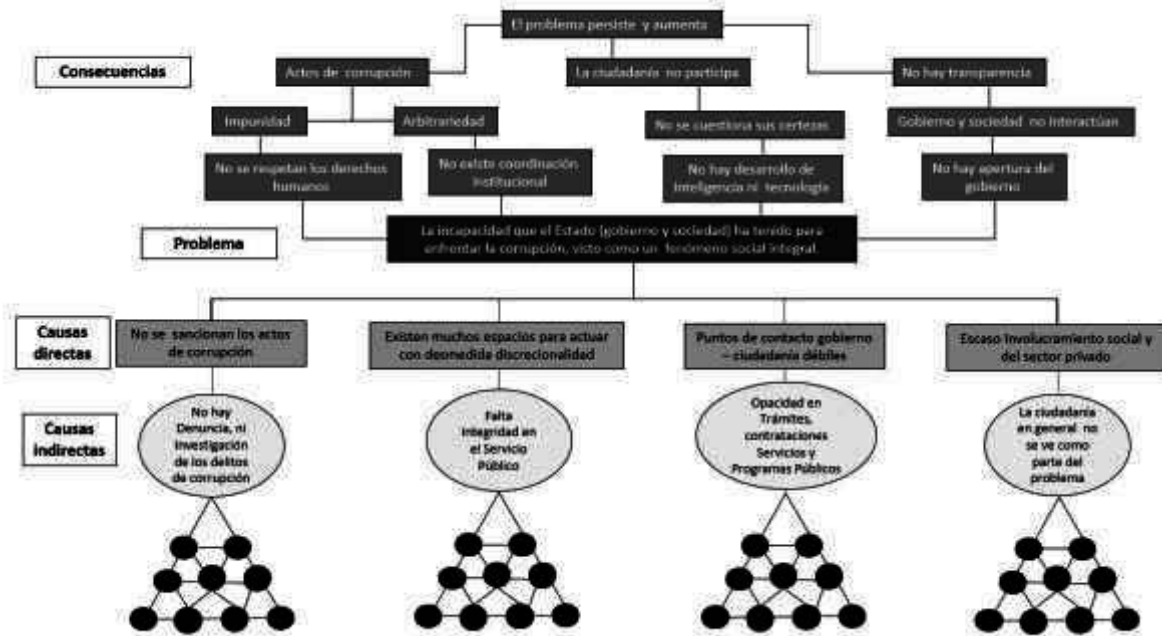 El problema persiste y aumenta
Consecuencias
Actos de corrupción
La ciudadanía no participa
No hay transparencia
Impunidad
Arbitrariedad
No se cuestiona sus certezas
Gobierno y sociedad no interactúan
No se respetan los derechos
humanos
No existe coordinación
institucional
No hay desarrollo de
inteligencia ni tecnología
No hay apertura del
gobierno
Problema
La incapacidad que el Estado (gobierno y sociedad) ha tenido para
enfrentar la corrupción, visto como un fenómeno social integral.
Causas
directas
No se sancionan los actos
de corrupción
Existen muchos espacios para actuar
con desmedida discrecionalidad
Puntos de contacto gobierno
– ciudadanía débiles
Escaso involucramiento social y
del sector privado
Causas
indirectas
No hay
Denuncia, ni
investigación
de los delitos
de corrupción
Falta
integridad en
el Servicio
Público
Opacidad en
Trámites,
contrataciones
Servicios y
Programas Públicos
La ciudadanía
en general no
se ve como
parte del
problema